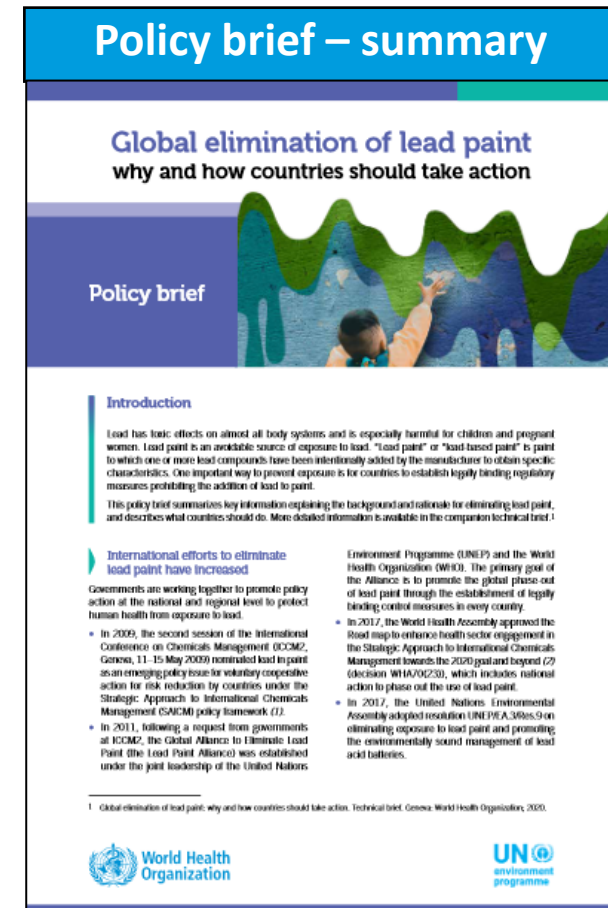 Policy brief – summary
Global elimination of lead paint
why and how countries should take action
Policy brief
Introduction
Lead has toxic effects on almost all body systems and is especially harmful for children and pregnant
women. Lead paint is an avoidable source of exposure to lead. "Lead paint" or "lead-based paint" is paint
to which one or more lead compounds have been intentionally added by the manufacturer to obtain specific
characteristics. One important way to prevent exposure is for countries to establish legally binding regulatory
measures prohibiting the addition of lead to paint.
This policy brief summarizes key information explaining the background and rationale for eliminating lead paint,
and describes what countries should do. More detailed information is available in the companion technical brief.¹
International efforts to eliminate
lead paint have increased
Governments are working together to promote policy
action at the national and regional level to protect
human health from exposure to lead.
• In 2009, the second session of the International
Conference on Chemicals Management (ICCM2,
Geneva, 11–15 May 2009) nominated lead in paint
as an emerging policy issue for voluntary cooperative
action for risk reduction by countries under the
Strategic Approach to International Chemicals
Management (SAICM) policy framework (1).
• In 2011, following a request from governments
at ICCM2, the Global Alliance to Eliminate Lead
Paint (the Lead Paint Alliance) was established
under the joint leadership of the United Nations
Environment Programme (UNEP) and the World
Health Organization (WHO). The primary goal of
the Alliance is to promote the global phase-out
of lead paint through the establishment of legally
binding control measures in every country.
• In 2017, the World Health Assembly approved the
Road map to enhance health sector engagement in
the Strategic Approach to International Chemicals
Management towards the 2020 goal and beyond (2)
(decision WHA70(23)), which includes national
action to phase out the use of lead paint.
• In 2017, the United Nations Environmental
Assembly adopted resolution UNEP/EA.3/Res.9 on
eliminating exposure to lead paint and promoting
the environmentally sound management of lead
acid batteries.
¹ Global elimination of lead paint: why and how countries should take action. Technical brief. Geneva: World Health Organization; 2020.
World Health
Organization
UN
environment
programme